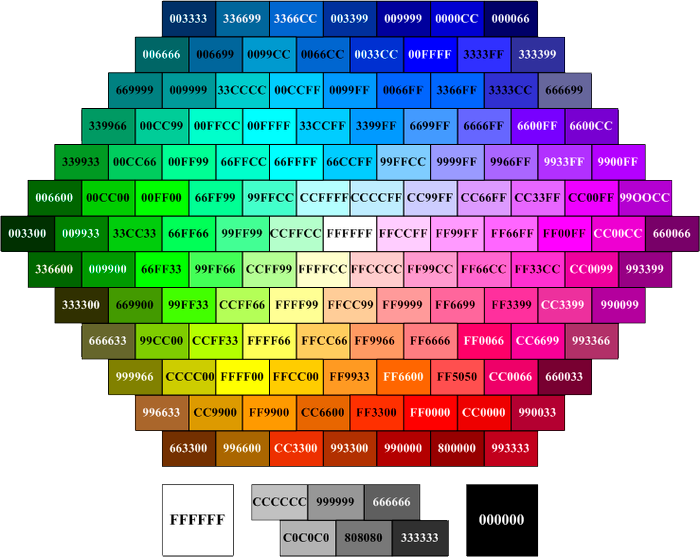 003333 336699 3366CC 003399 009999 0000CC 000066
006666 006699 0099CC 0066CC 0033CC 00FFFF 3333FF 333399
669999 009999 33CCCC 00CCFF 0099FF 0066FF 3366FF 3333CC 666699
339966 00CC99 00FFCC 00FFFF 33CCFF 3399FF 6699FF 6666FF 6600FF 6600CC
339933 00CC66 00FF99 66FFCC 66FFFF 66CCFF 99FFCC 9999FF 9966FF 9933FF 9900FF
006600 00CC00 00FF00 66FF99 99FFCC CCFFFF CCCCFF CC99FF CC66FF CC33FF CC00FF 99OOCC
003300 009933 33CC33 66FF66 99FF99 CCFFCC FFFFFF FFCCFF FF99FF FF66FF FF00FF CC00CC 660066
336600 009900 66FF33 99FF66 CCFF99 FFFFCC FFCCCC FF99CC FF66CC FF33CC CC0099 993399
333300 669900 99FF33 CCFF66 FFFF99 FFCC99 FF9999 FF6699 FF3399 CC3399 990099
666633 99CC00 CCFF33 FFFF66 FFCC66 FF9966 FF6666 FF0066 CC6699 993366
999966 CCCC00 FFFF00 FFCC00 FF9933 FF6600 FF5050 CC0066 660033
996633 CC9900 FF9900 CC6600 FF3300 FF0000 CC0000 990033
663300 996600 CC3300 993300 990000 800000 993333
FFFFFF CCCCCC 999999 666666 000000
C0C0C0 808080 333333